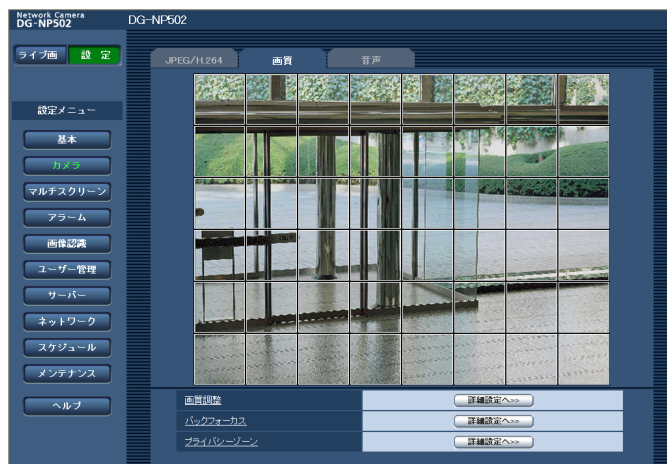 Network Camera
DG-NP502
DG-NP502
ライブ画 設 定
JPEG/H.264 画質 音声
設定メニュー
基本
カメラ
マルチスクリーン
アラーム
画像認識
ユーザー管理
サーバー
ネットワーク
スケジュール
メンテナンス
ヘルプ
画質調整 詳細設定へ>>
バックフォーカス 詳細設定へ>>
プライバシーゾーン 詳細設定へ>>